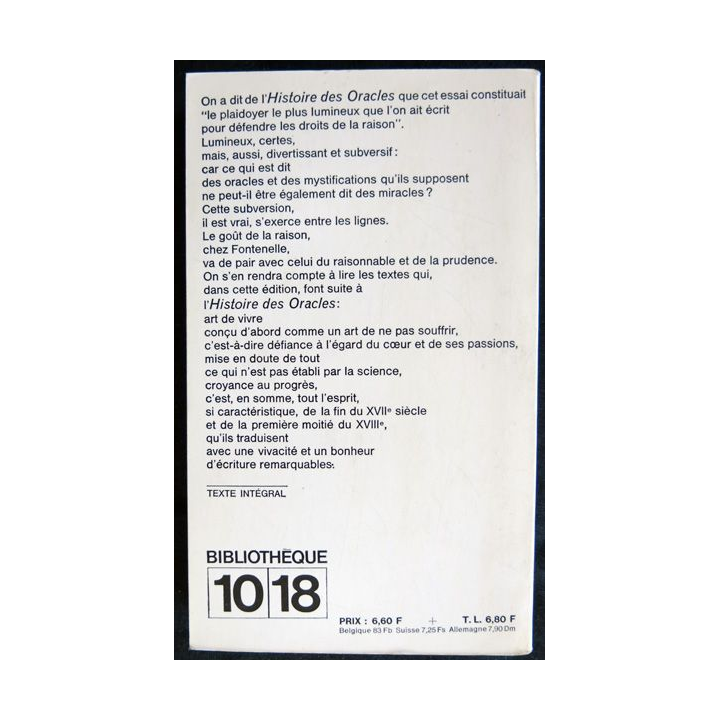 On a dit de l'Histoire des Oracles que cet essai constituait
"le plaidoyer le plus lumineux que l'on ait écrit
pour défendre les droits de la raison".
Lumineux, certes,
mais, aussi, divertissant et subversif :
car ce qui est dit
des oracles et des mystifications qu'ils supposent
ne peut-il être également dit des miracles ?
Cette subversion,
il est vrai, s'exerce entre les lignes.
Le goût de la raison,
chez Fontenelle,
va de pair avec celui du raisonnable et de la prudence.
On s'en rendra compte à lire les textes qui,
dans cette édition, font suite à
l'Histoire des Oracles :
art de vivre
conçu d'abord comme un art de ne pas souffrir,
c'est-à-dire défiance à l'égard du cœur et de ses passions,
mise en doute de tout
ce qui n'est pas établi par la science,
croyance au progrès,
c'est, en somme, tout l'esprit,
si caractéristique, de la fin du XVIIe siècle
et de la première moitié du XVIIIe,
qu'ils traduisent
avec une vivacité et un bonheur
d'écriture remarquables.
TEXTE INTÉGRAL
BIBLIOTHÈQUE
10 18
PRIX : 6,60 F + T. L. 6,80 F
Belgique 83 Fb Suisse 7,25 Fs Allemagne 7,90 Dm